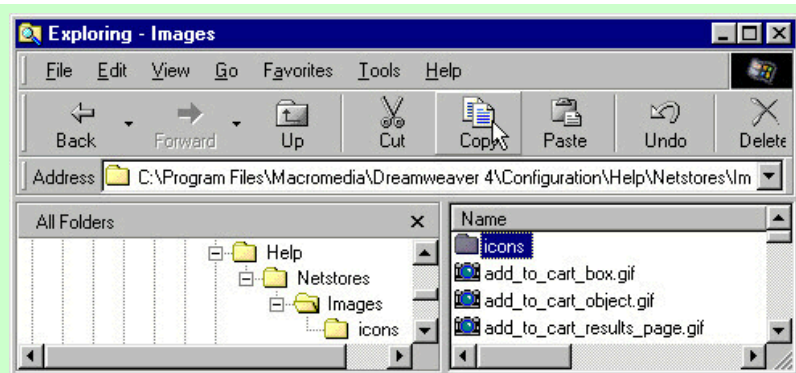 Exploring - Images
File Edit View Go Favorites Tools Help
Back Forward Up Cut Copy Paste Undo Delete
Address C:\Program Files\Macromedia\Dreamweaver 4\Configuration\Help\Netstores\Im
All Folders
Help
Netstores
Images
icons
Name
icons
add_to_cart_box.gif
add_to_cart_object.gif
add_to_cart_results_page.gif